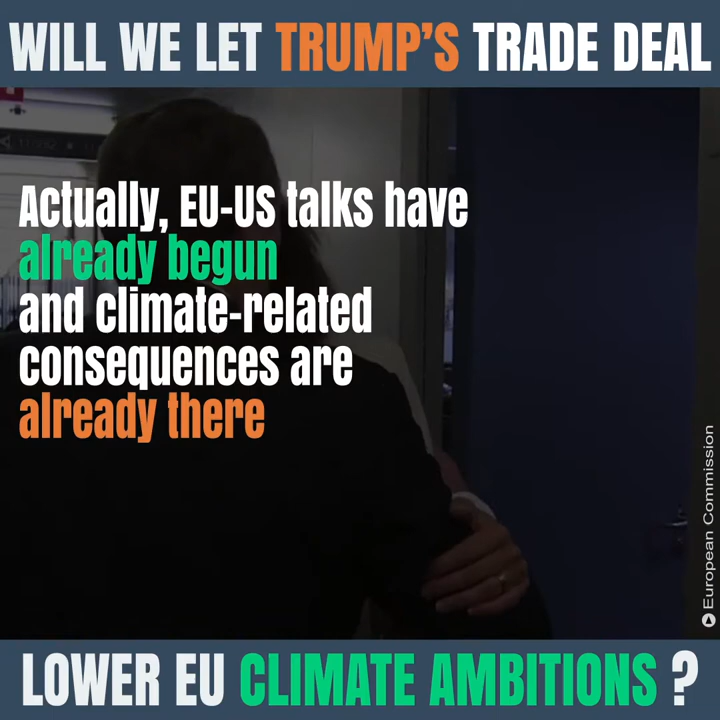 WILL WE LET TRUMP'S TRADE DEAL
Actually, EU-US talks have
already begun
and climate-related
consequences are
already there
European Commission
LOWER EU CLIMATE AMBITIONS ?